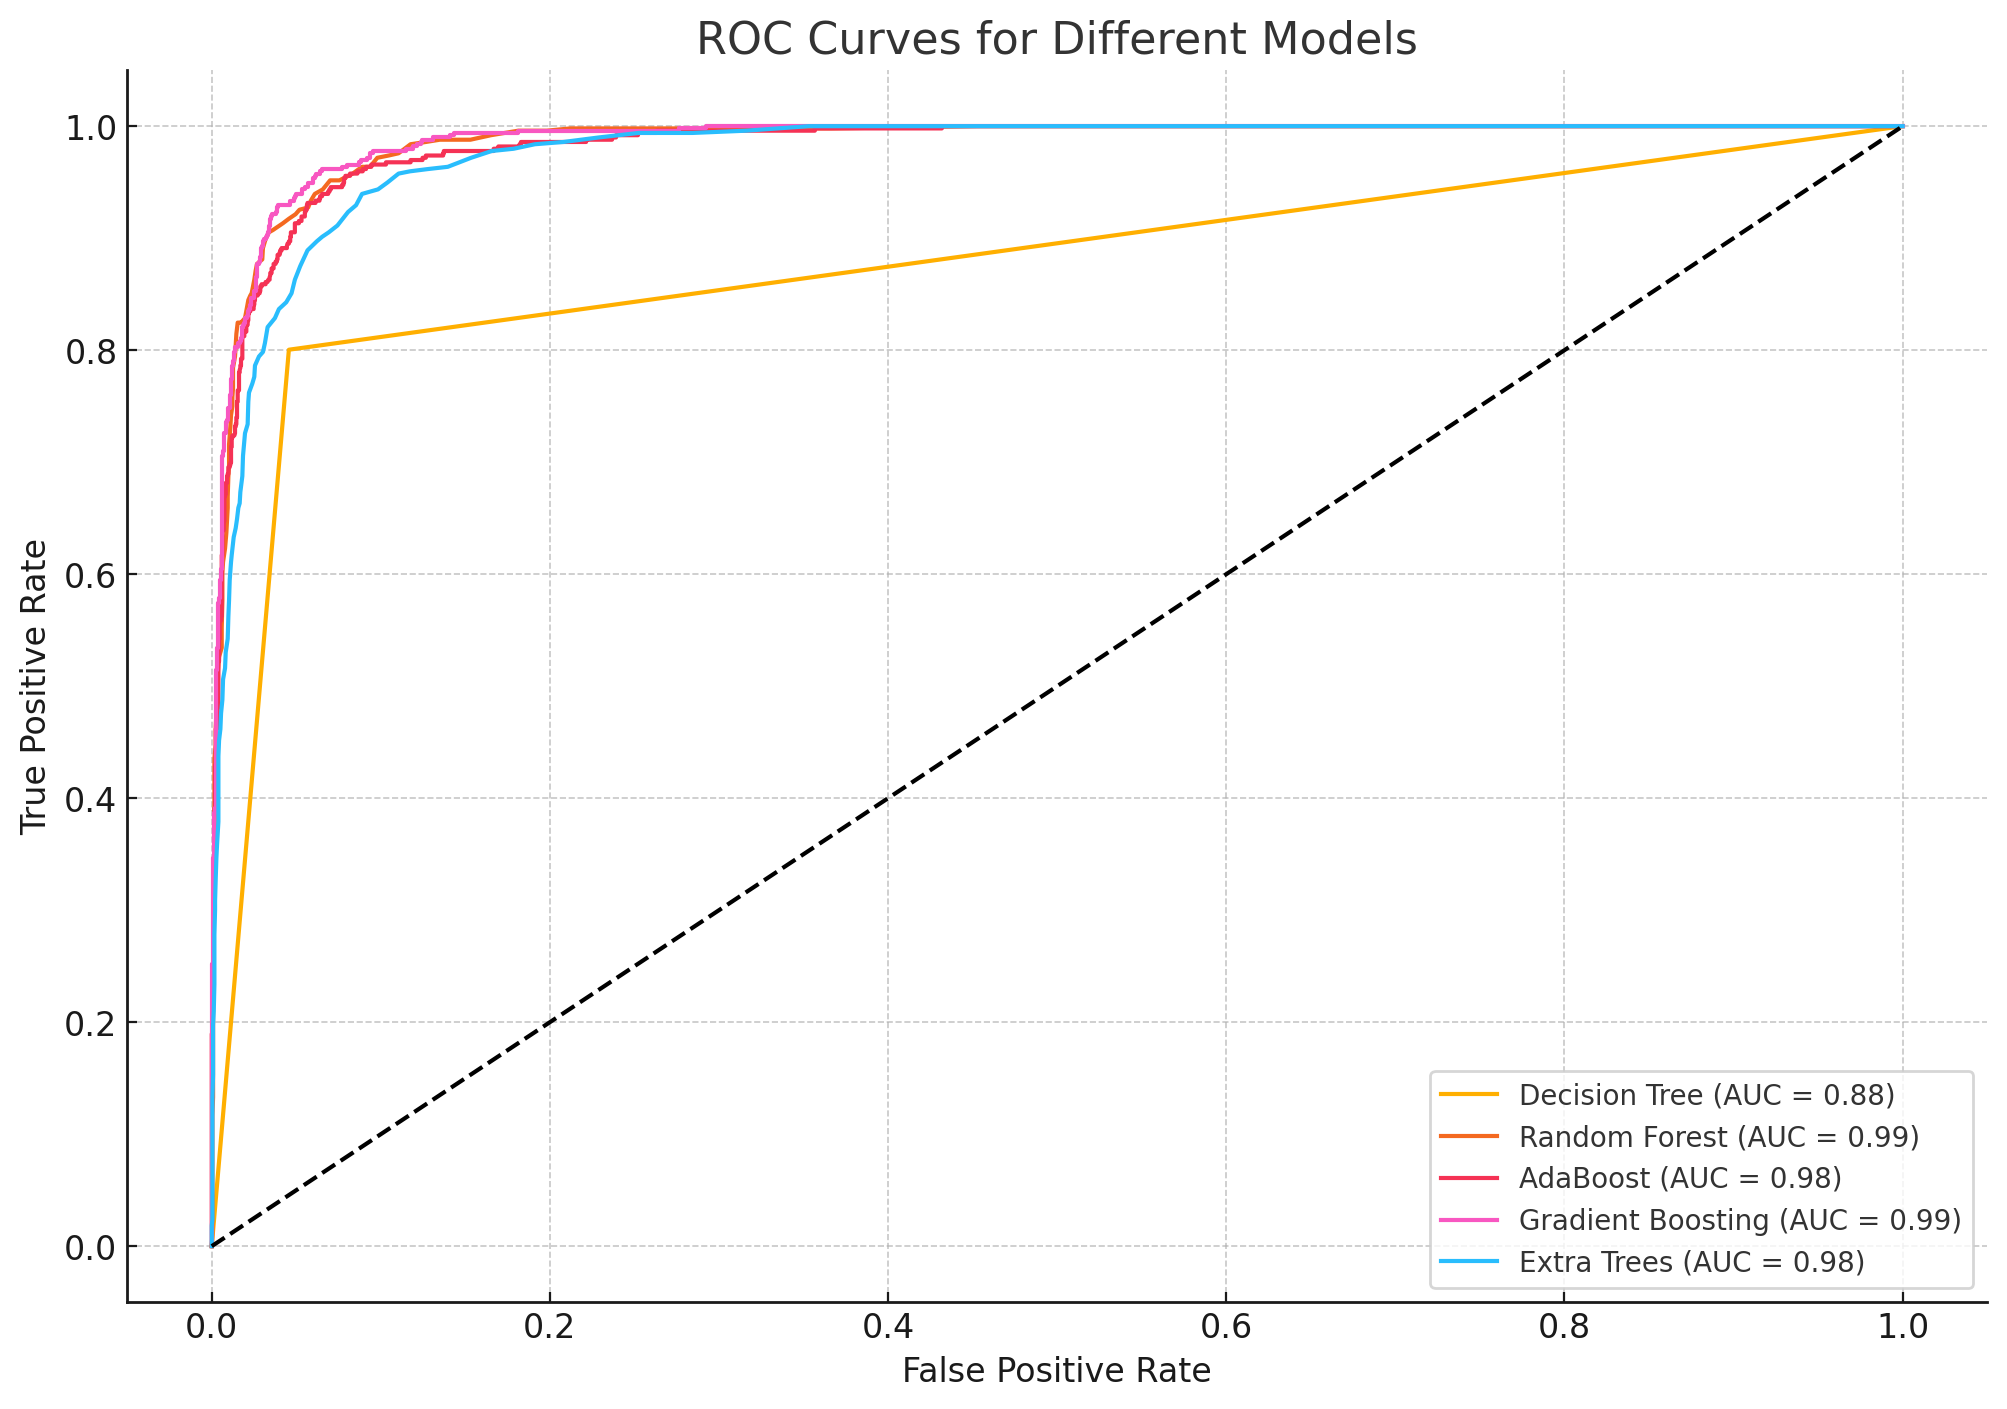 ROC Curves for Different Models
True Positive Rate
1.0
0.8
0.6
0.4
0.2
0.0
0.0 0.2 0.4 0.6 0.8 1.0
False Positive Rate
Decision Tree (AUC = 0.88)
Random Forest (AUC = 0.99)
AdaBoost (AUC = 0.98)
Gradient Boosting (AUC = 0.99)
Extra Trees (AUC = 0.98)